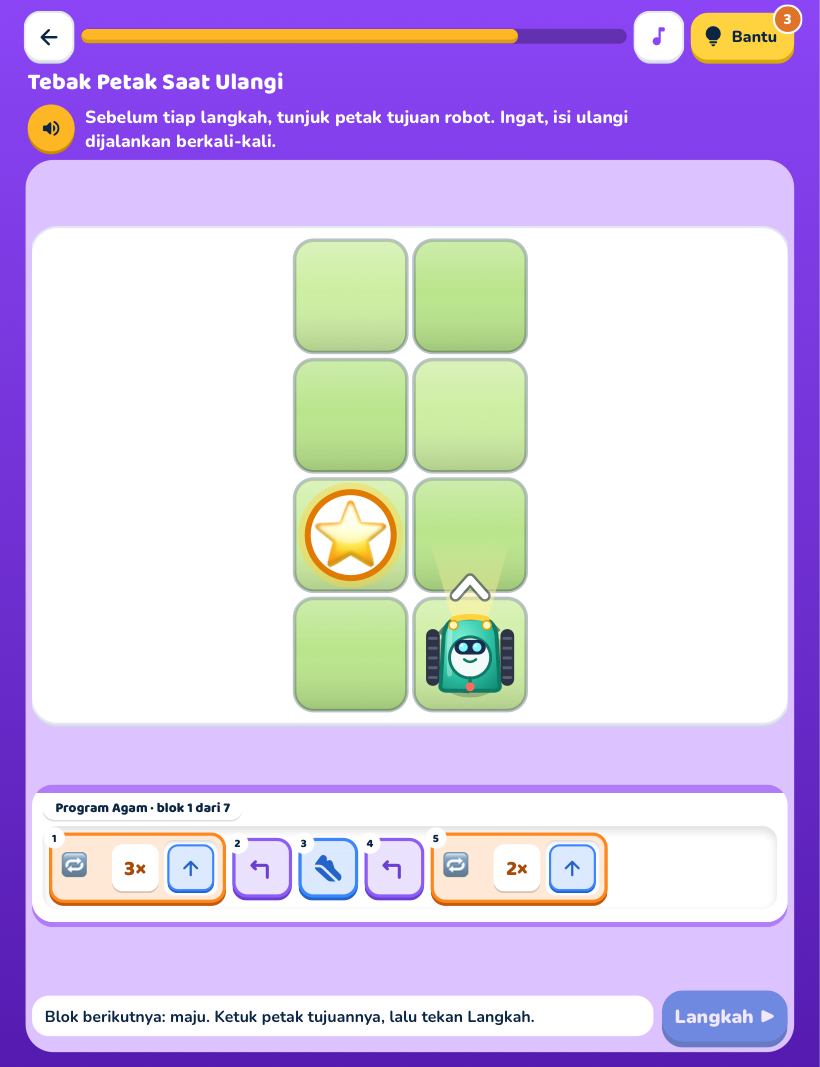 3
Bantu
Tebak Petak Saat Ulangi
Sebelum tiap langkah, tunjuk petak tujuan robot. Ingat, isi ulangi
dijalankan berkali-kali.
Program Agam · blok 1 dari 7
1 2 3 4 5
3× 2×
Blok berikutnya: maju. Ketuk petak tujuannya, lalu tekan Langkah.
Langkah